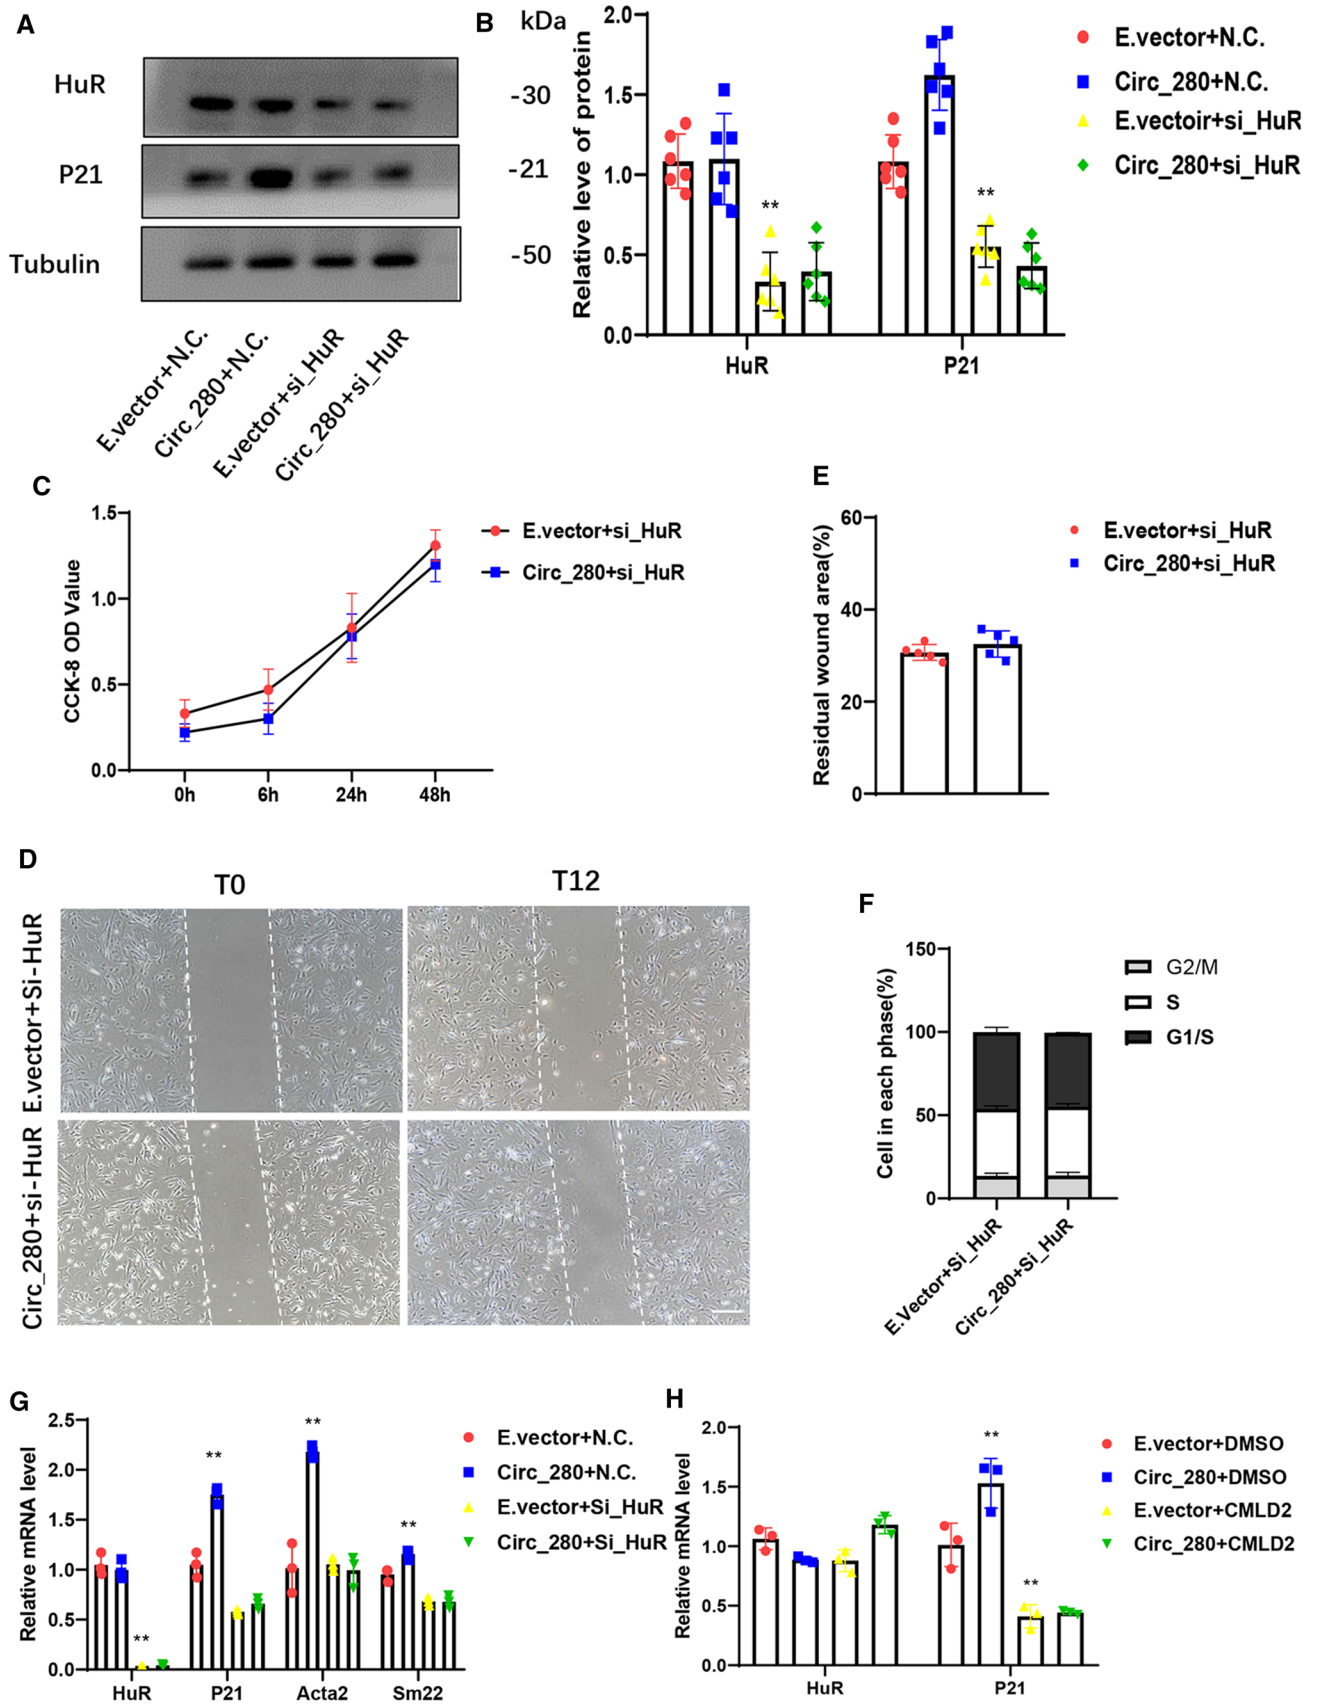 A
HuR
P21
Tubulin
kDa
-30
-21
-50
E.vector+N.C.
Circ_280+N.C.
E.vector+si_HuR
Circ_280+si_HuR
B
Relative leve of protein
2.0
1.5
1.0
0.5
0.0
**
**
HuR
P21
E.vector+N.C.
Circ_280+N.C.
E.vectoir+si_HuR
Circ_280+si_HuR
C
CCK-8 OD Value
1.5
1.0
0.5
0.0
0h
6h
24h
48h
E.vector+si_HuR
Circ_280+si_HuR
E
Residual wound area(%)
60
40
20
0
E.vector+si_HuR
Circ_280+si_HuR
D
T0
T12
E.vector+Si-HuR
Circ_280+si-HuR
F
Cell in each phase(%)
150
100
50
0
E.Vector+Si_HuR
Circ_280+Si_HuR
G2/M
S
G1/S
G
Relative mRNA level
2.5
2.0
1.5
1.0
0.5
0.0
**
**
**
**
HuR
P21
Acta2
Sm22
E.vector+N.C.
Circ_280+N.C.
E.vector+Si_HuR
Circ_280+Si_HuR
H
Relative mRNA level
2.0
1.5
1.0
0.5
0.0
**
**
HuR
P21
E.vector+DMSO
Circ_280+DMSO
E.vector+CMLD2
Circ_280+CMLD2